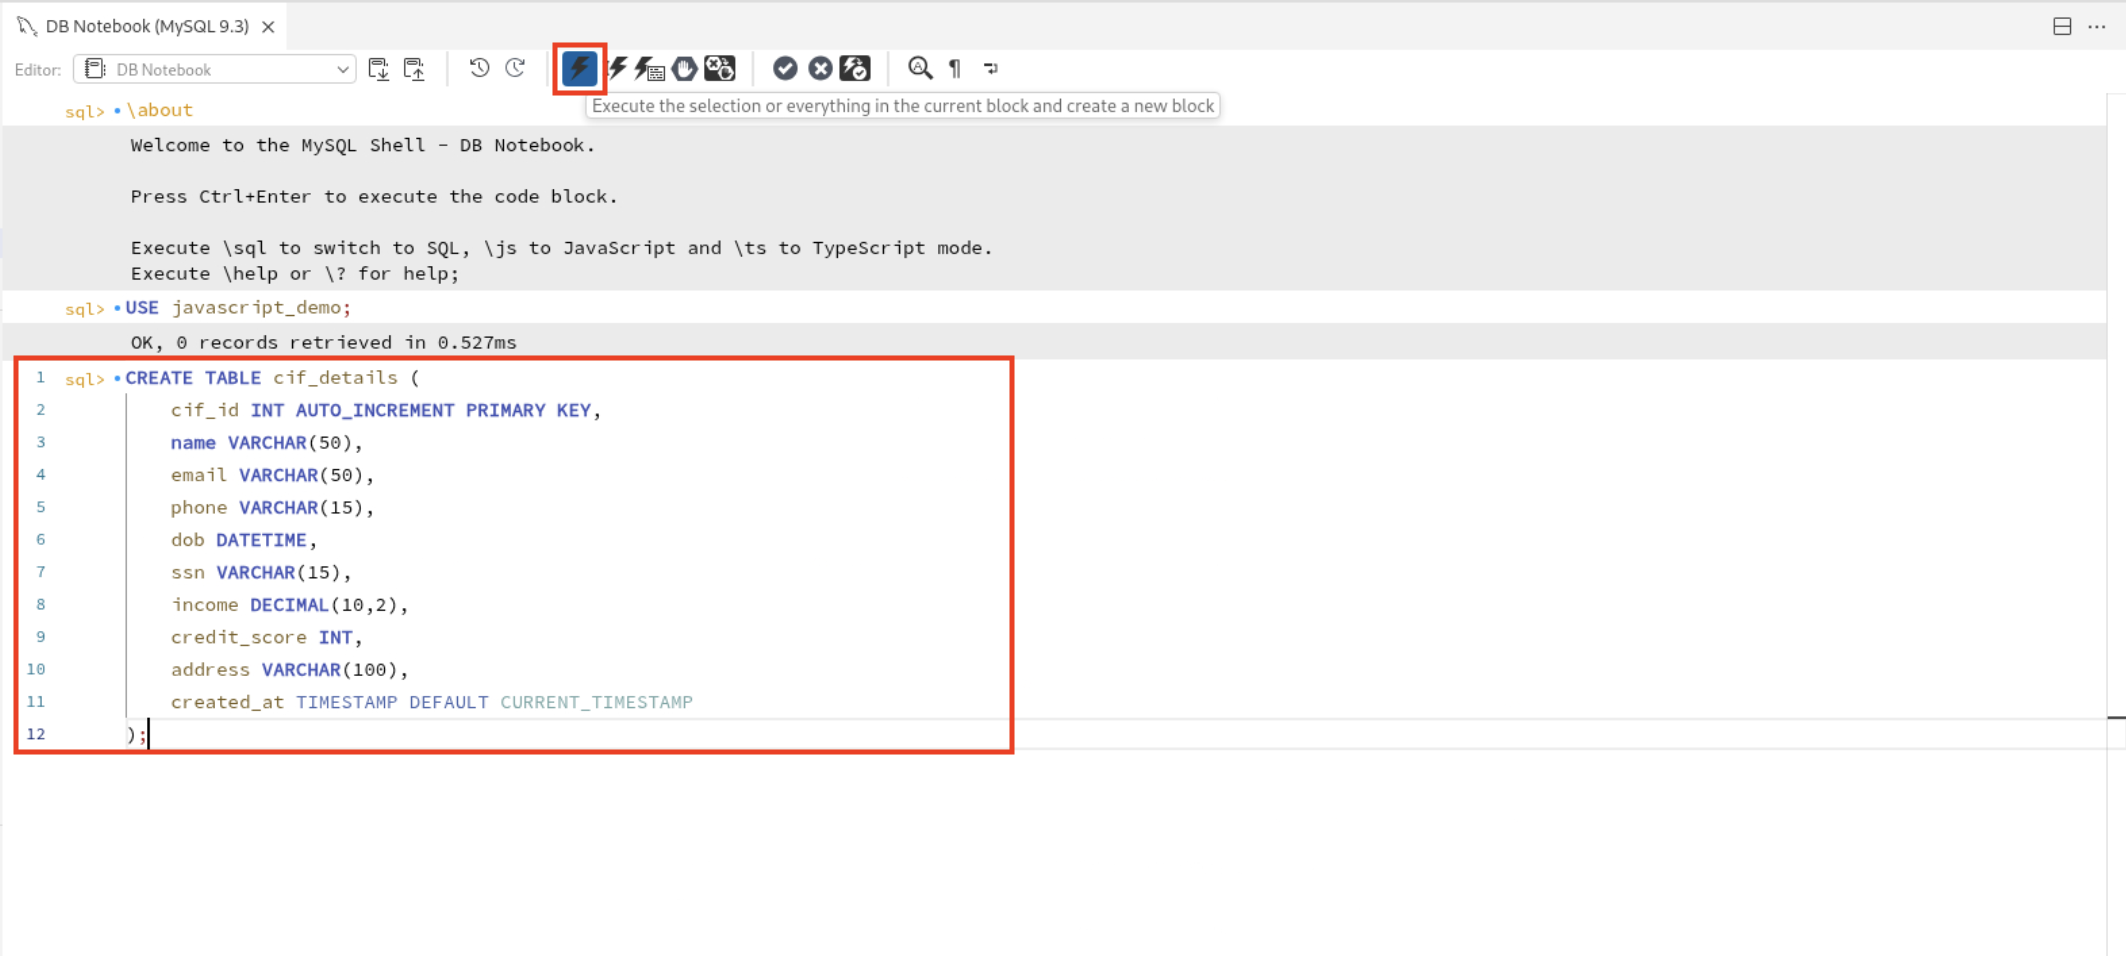 DB Notebook (MySQL 9.3)
Editor: DB Notebook
Execute the selection or everything in the current block and create a new block
sql> \about
Welcome to the MySQL Shell - DB Notebook.
Press Ctrl+Enter to execute the code block.
Execute \sql to switch to SQL, \js to JavaScript and \ts to TypeScript mode.
Execute \help or \? for help;
sql> USE javascript_demo;
OK, 0 records retrieved in 0.527ms
1 sql> CREATE TABLE cif_details (
2 cif_id INT AUTO_INCREMENT PRIMARY KEY,
3 name VARCHAR(50),
4 email VARCHAR(50),
5 phone VARCHAR(15),
6 dob DATETIME,
7 ssn VARCHAR(15),
8 income DECIMAL(10,2),
9 credit_score INT,
10 address VARCHAR(100),
11 created_at TIMESTAMP DEFAULT CURRENT_TIMESTAMP
12 );